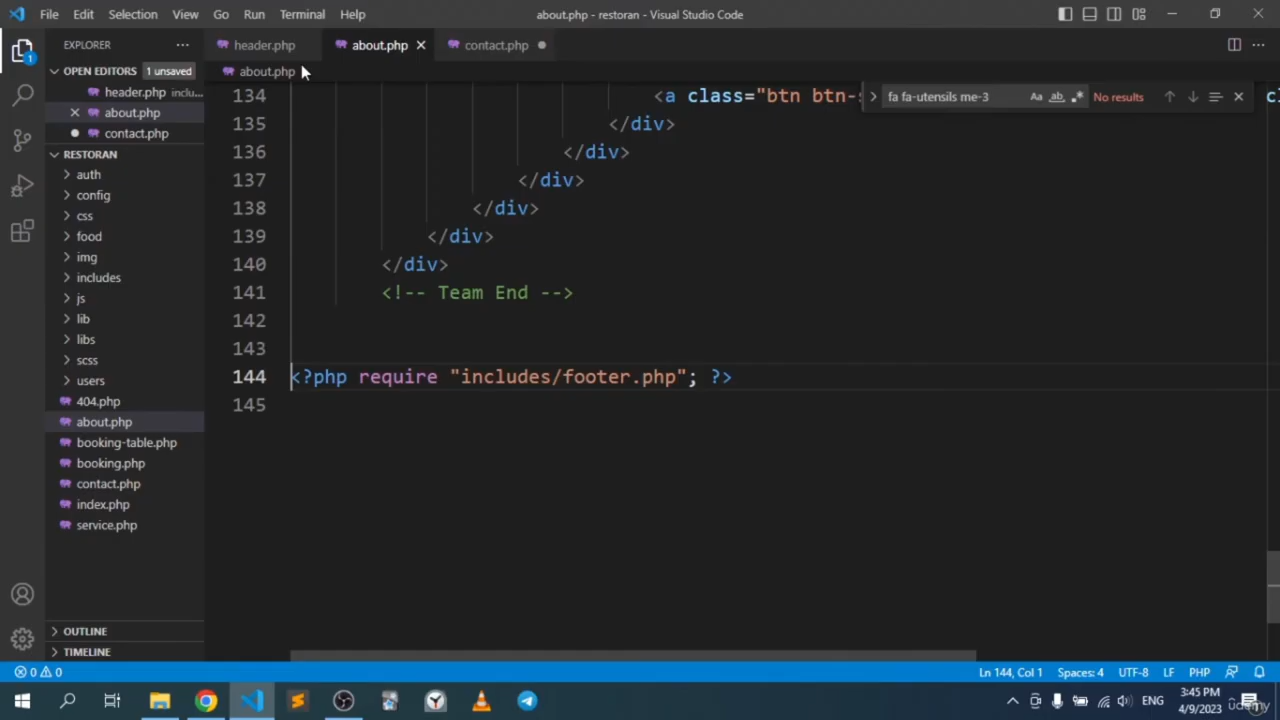 File Edit Selection View Go Run Terminal Help about.php - restoran - Visual Studio Code
EXPLORER
header.php about.php contact.php
OPEN EDITORS 1 unsaved
about.php
header.php inclu...
about.php
contact.php
RESTORAN
auth
config
css
food
img
includes
js
lib
libs
scss
users
404.php
about.php
booking-table.php
booking.php
contact.php
index.php
service.php
OUTLINE
TIMELINE
fa fa-utensils me-3 Aa ab No results
134 <a class="btn btn-
135 </div>
136 </div>
137 </div>
138 </div>
139 </div>
140 </div>
141 <!-- Team End -->
142
143
144 <?php require "includes/footer.php"; ?>
145
0 0 Ln 144, Col 1 Spaces: 4 UTF-8 LF PHP
1
ENG 3:45 PM
4/9/2023
udemy